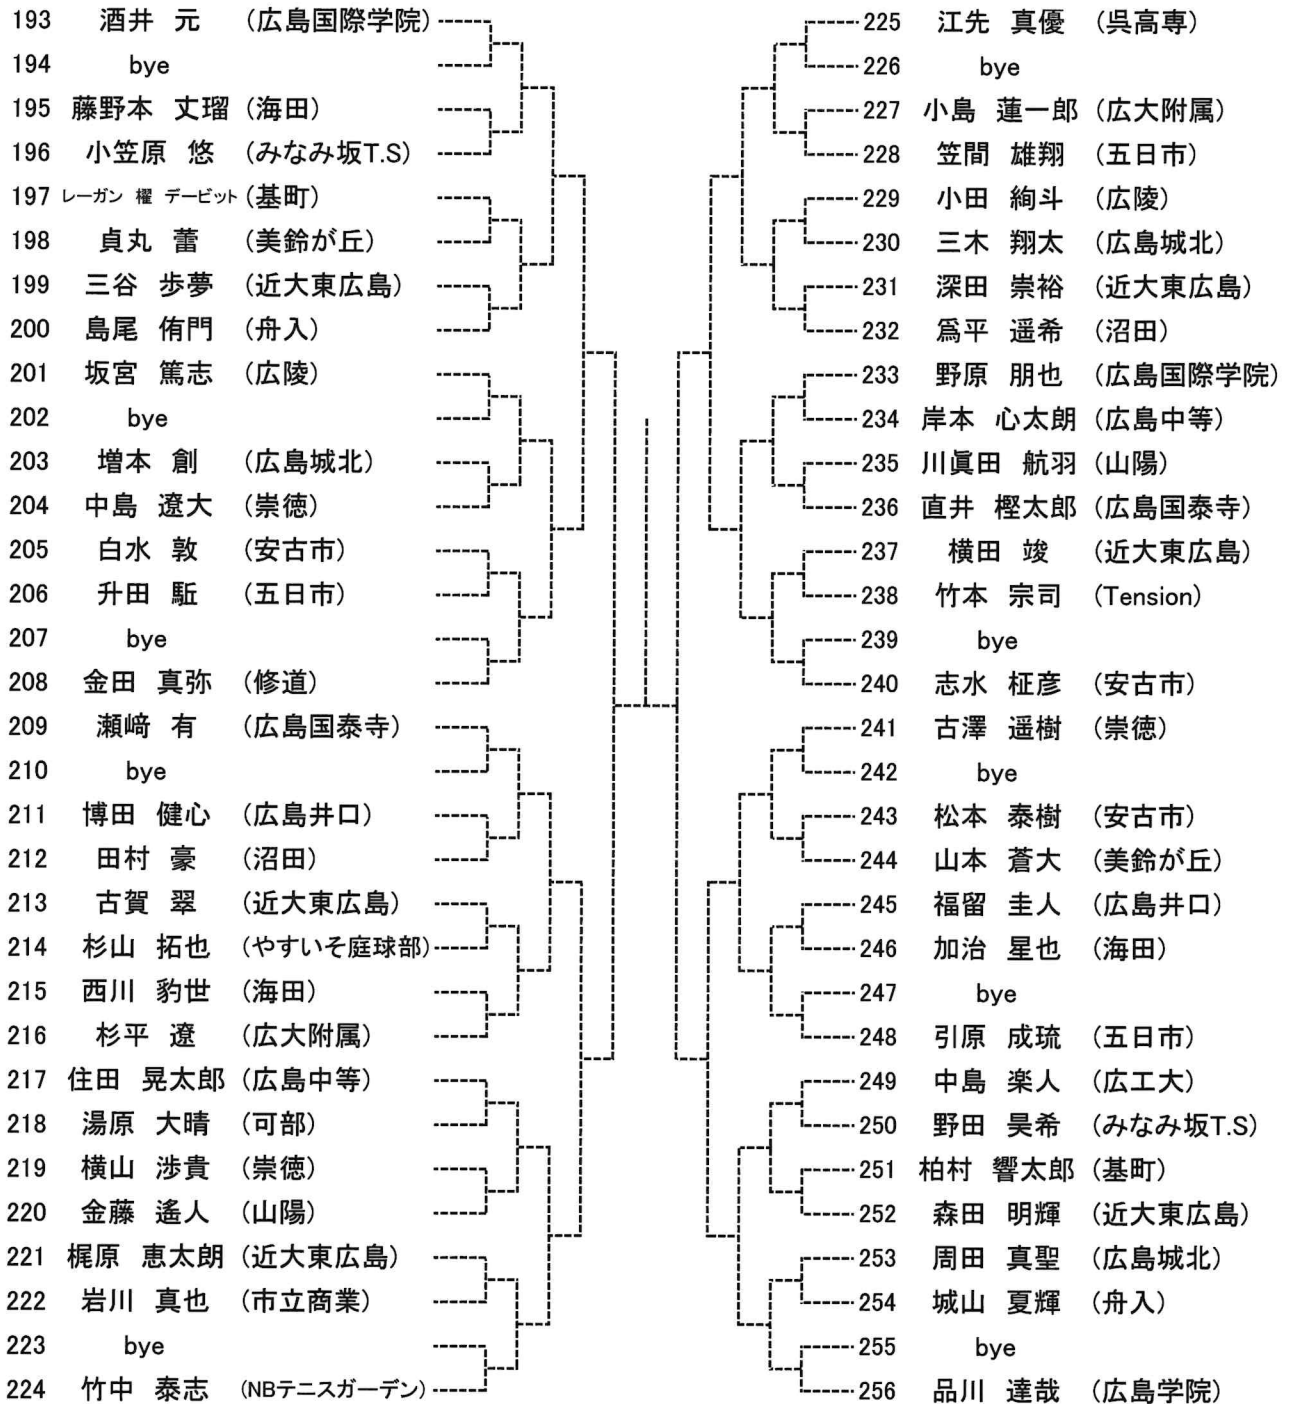 193 酒井 元 (広島国際学院)
194 bye
195 藤野本 丈瑠 (海田)
196 小笠原 悠 (みなみ坂T.S)
197 レーガン 櫂 デービット (基町)
198 貞丸 蕾 (美鈴が丘)
199 三谷 歩夢 (近大東広島)
200 島尾 侑門 (舟入)
201 坂宮 篤志 (広陵)
202 bye
203 増本 創 (広島城北)
204 中島 遼大 (崇徳)
205 白水 敦 (安古市)
206 升田 駈 (五日市)
207 bye
208 金田 真弥 (修道)
209 瀬﨑 有 (広島国泰寺)
210 bye
211 博田 健心 (広島井口)
212 田村 豪 (沼田)
213 古賀 翠 (近大東広島)
214 杉山 拓也 (やすいそ庭球部)
215 西川 豹世 (海田)
216 杉平 遼 (広大附属)
217 住田 晃太郎 (広島中等)
218 湯原 大晴 (可部)
219 横山 渉貴 (崇徳)
220 金藤 遙人 (山陽)
221 梶原 恵太朗 (近大東広島)
222 岩川 真也 (市立商業)
223 bye
224 竹中 泰志 (NBテニスガーデン)
225 江先 真優 (呉高専)
226 bye
227 小島 蓮一郎 (広大附属)
228 笠間 雄翔 (五日市)
229 小田 絢斗 (広陵)
230 三木 翔太 (広島城北)
231 深田 崇裕 (近大東広島)
232 爲平 遥希 (沼田)
233 野原 朋也 (広島国際学院)
234 岸本 心太朗 (広島中等)
235 川眞田 航羽 (山陽)
236 直井 樫太郎 (広島国泰寺)
237 横田 竣 (近大東広島)
238 竹本 宗司 (Tension)
239 bye
240 志水 柾彦 (安古市)
241 古澤 遥樹 (崇徳)
242 bye
243 松本 泰樹 (安古市)
244 山本 蒼大 (美鈴が丘)
245 福留 圭人 (広島井口)
246 加治 星也 (海田)
247 bye
248 引原 成琉 (五日市)
249 中島 楽人 (広工大)
250 野田 昊希 (みなみ坂T.S)
251 柏村 響太郎 (基町)
252 森田 明輝 (近大東広島)
253 周田 真聖 (広島城北)
254 城山 夏輝 (舟入)
255 bye
256 品川 達哉 (広島学院)